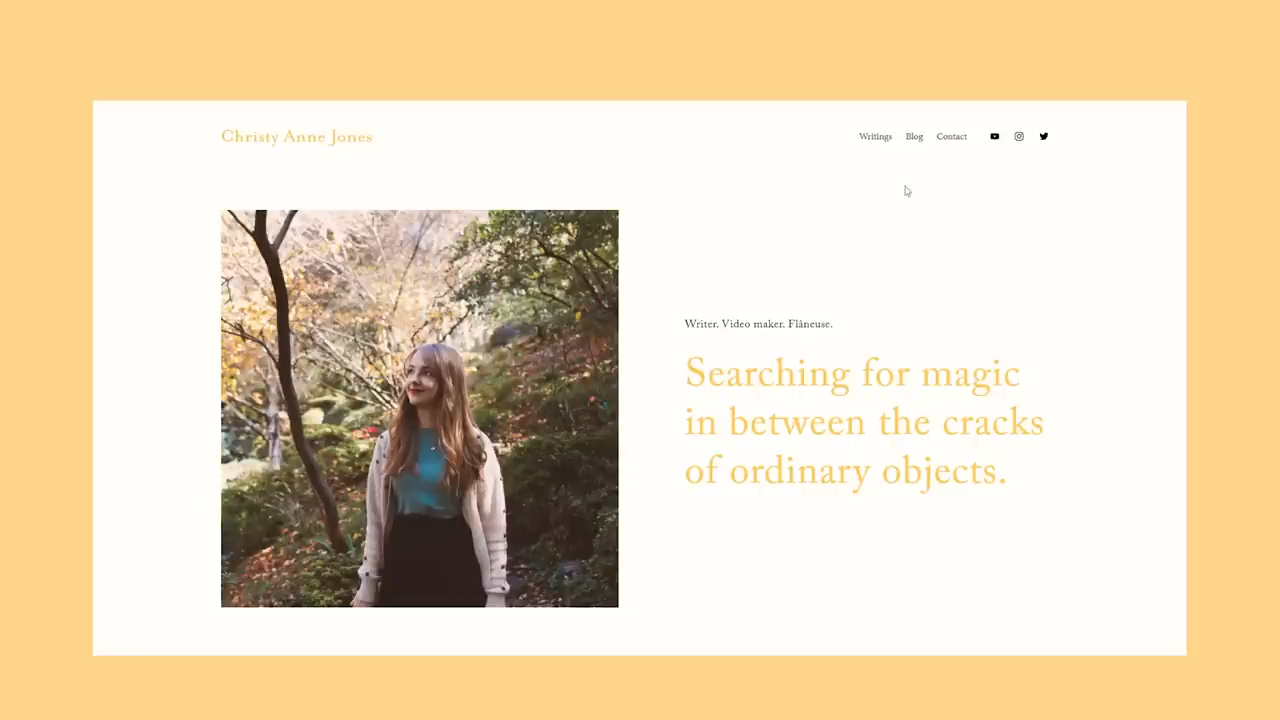 Christy Anne Jones
Writings Blog Contact
Writer. Video maker. Flâneuse.
Searching for magic
in between the cracks
of ordinary objects.